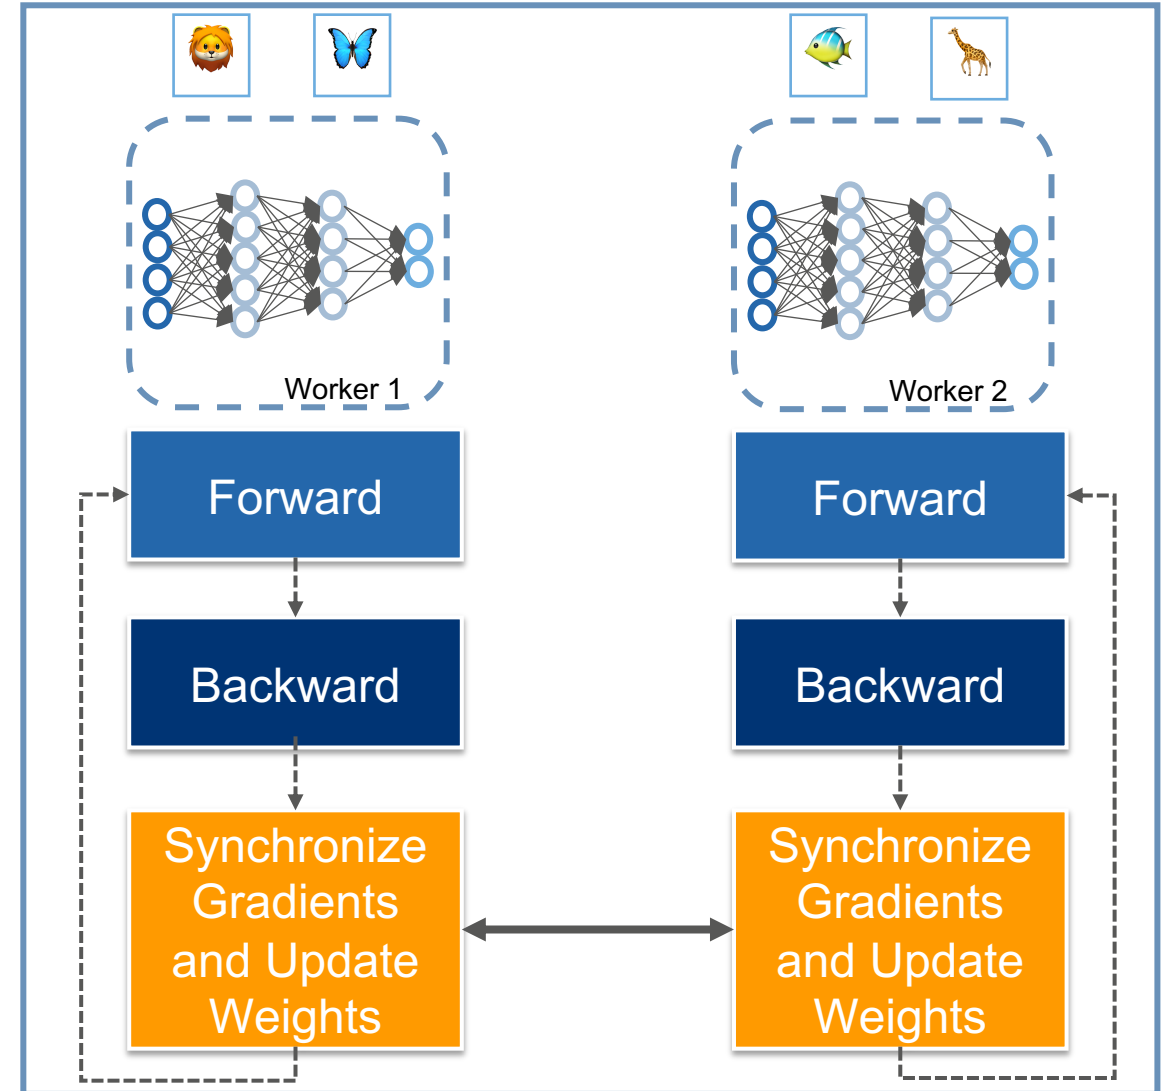 Worker 1
Worker 2
Forward
Forward
Backward
Backward
Synchronize
Gradients
and Update
Weights
Synchronize
Gradients
and Update
Weights